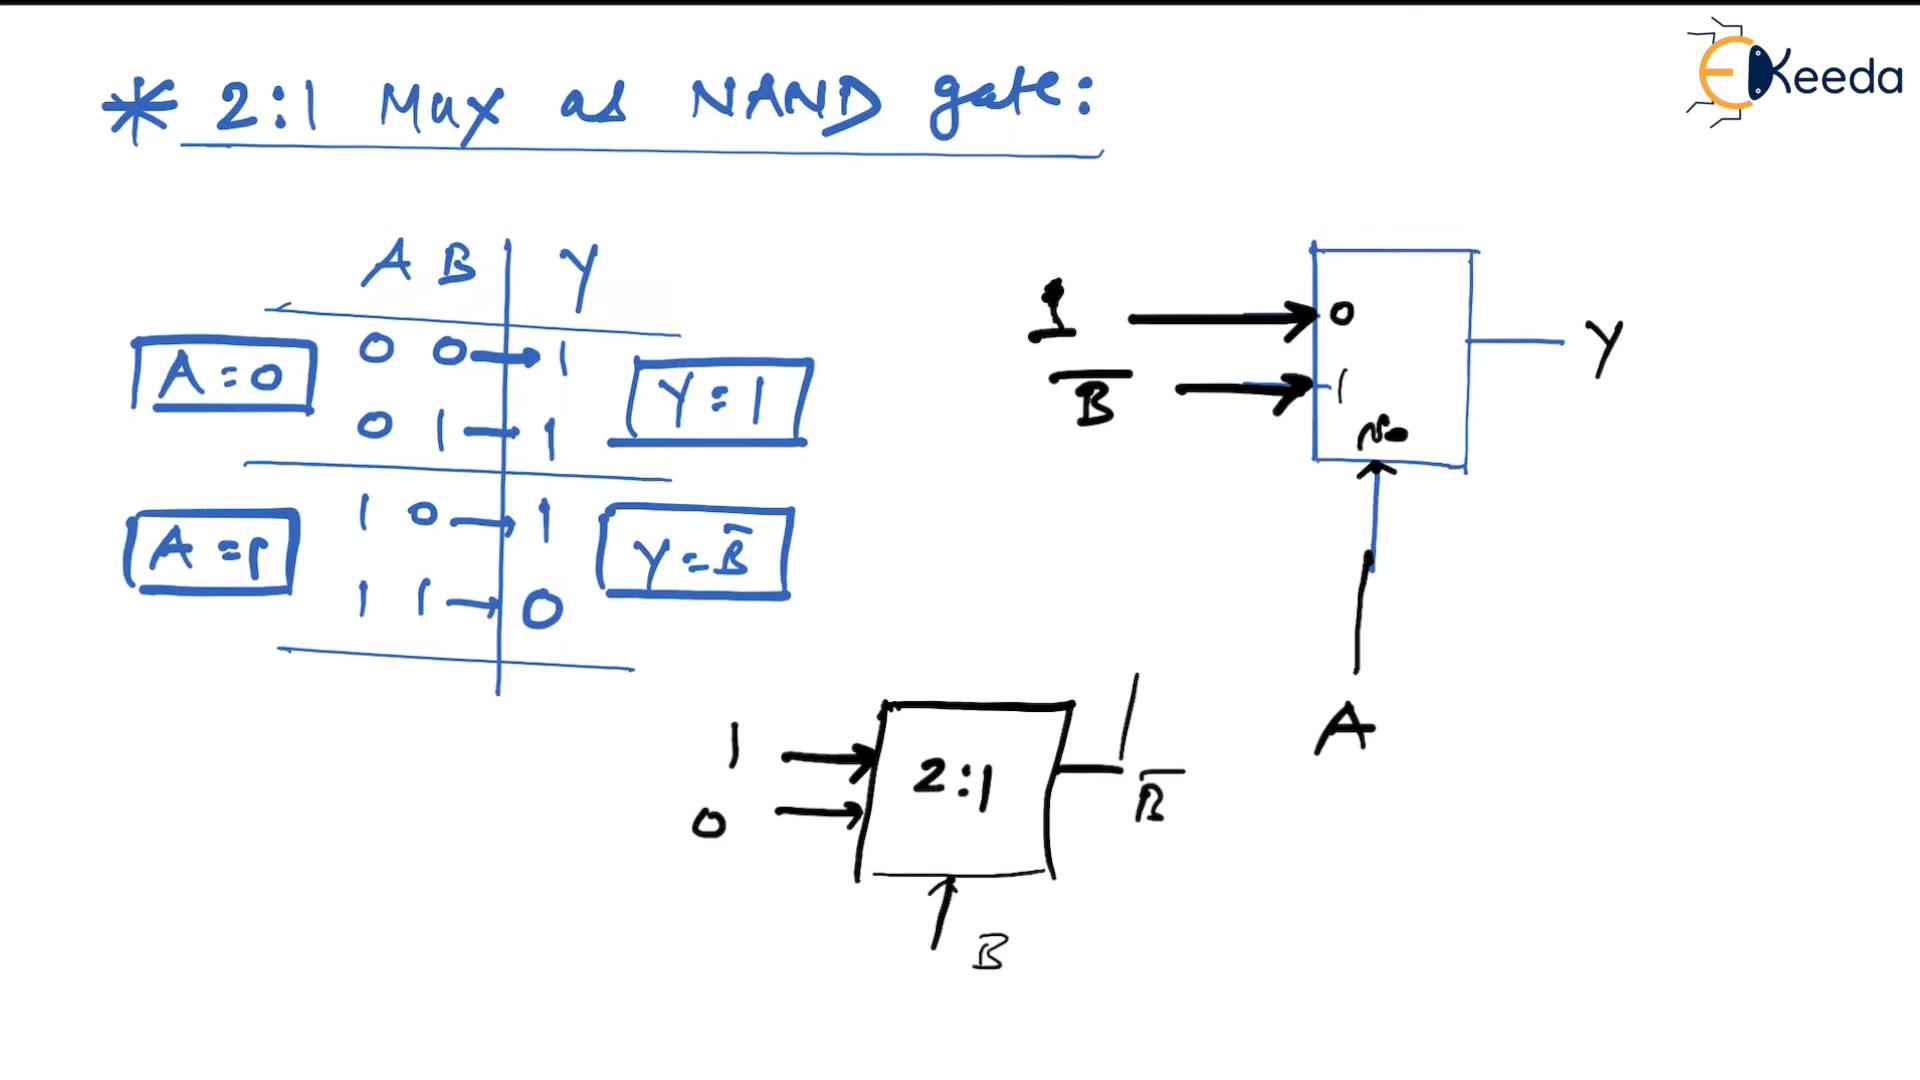 * 2:1 Mux as NAND gate:
EKeeda
A B Y
A = 0
0 0 → 1
0 1 → 1
Y = 1
A = 1
1 0 → 1
1 1 → 0
Y = B̅
1
B̅
0
1
Y
A
1
0
2:1
B̅
B